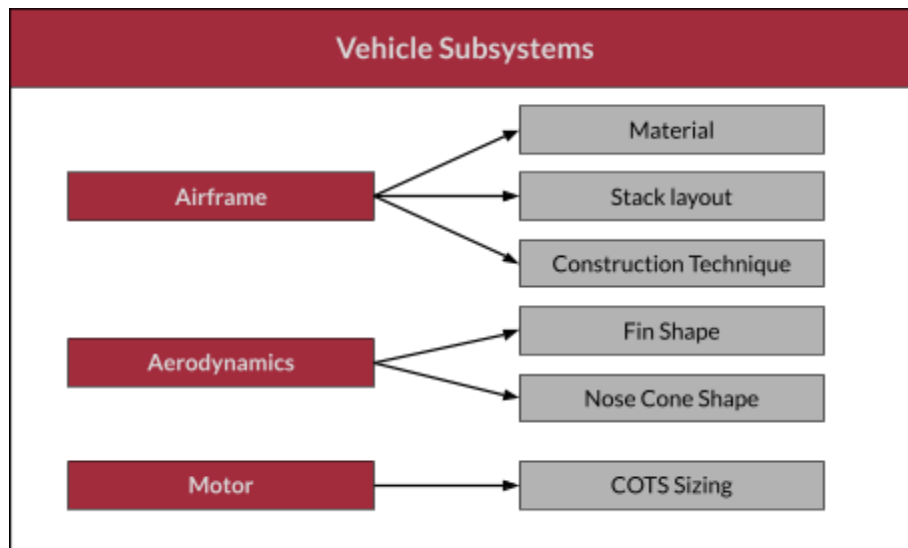 Vehicle Subsystems
Airframe
Material
Stack layout
Construction Technique
Aerodynamics
Fin Shape
Nose Cone Shape
Motor
COTS Sizing